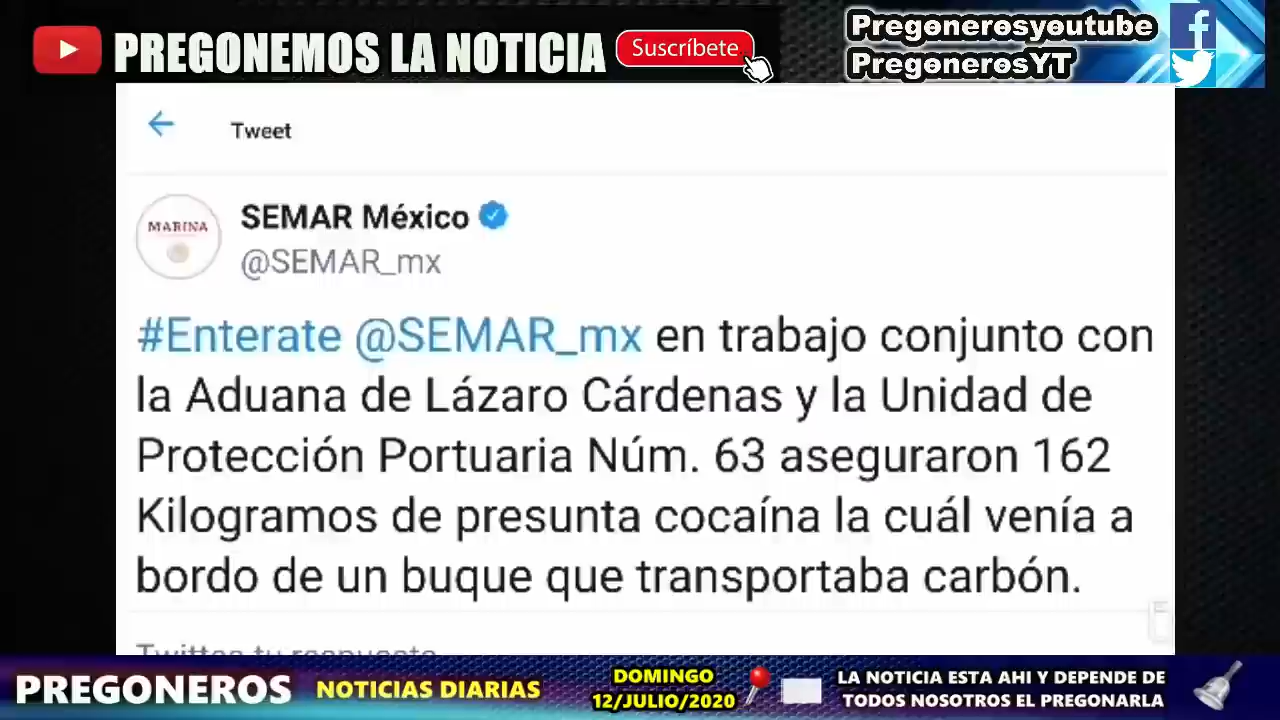 PREGONEMOS LA NOTICIA
Suscríbete
Pregonerosyoutube
PregonerosYT
Tweet
MARINA
SEMAR México
@SEMAR_mx
#Enterate @SEMAR_mx en trabajo conjunto con
la Aduana de Lázaro Cárdenas y la Unidad de
Protección Portuaria Núm. 63 aseguraron 162
Kilogramos de presunta cocaína la cuál venía a
bordo de un buque que transportaba carbón.
Twittea tu respuesta
PREGONEROS
NOTICIAS DIARIAS
DOMINGO
12/JULIO/2020
LA NOTICIA ESTA AHI Y DEPENDE DE
TODOS NOSOTROS EL PREGONARLA